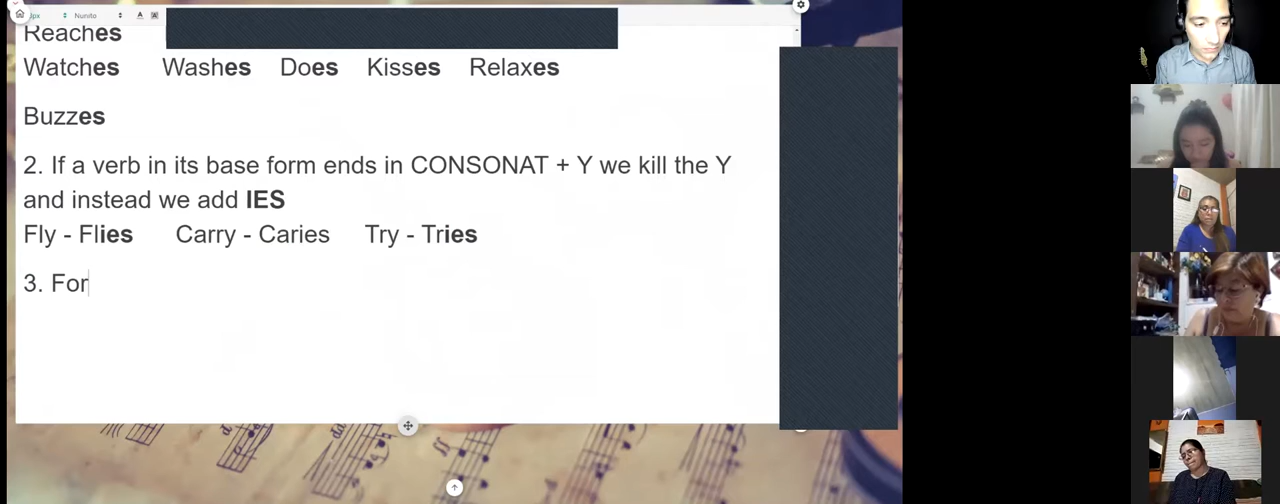 Nunito
Reaches
Watches Washes Does Kisses Relaxes
Buzzes
2. If a verb in its base form ends in CONSONAT + Y we kill the Y
and instead we add IES
Fly - Flies Carry - Caries Try - Tries
3. For